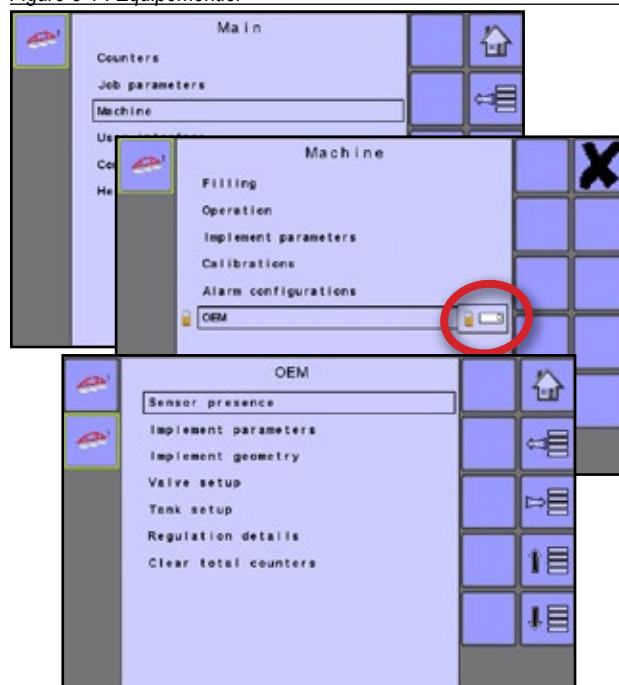 Main
Counters
Job parameters
Machine
Machine
Filling
Operation
Implement parameters
Calibrations
Alarm configurations
OEM
OEM
Sensor presence
Implement parameters
Implement geometry
Valve setup
Tank setup
Regulation details
Clear total counters